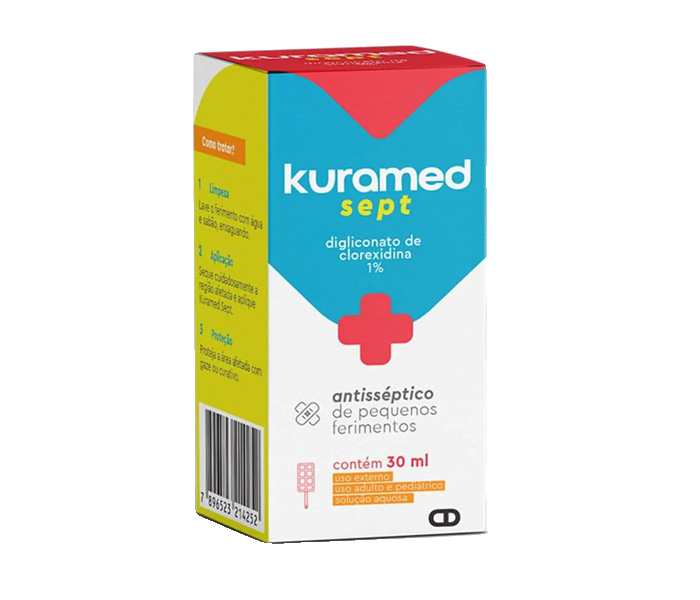 kuramed
sept
Como tratar?
1 Limpeza
Lave o ferimento com água
e sabão, enxaguando.
2 Aplicação
Seque cuidadosamente a
região afetada e aplique
Kuramed Sept.
3 Proteção
Proteja a área afetada com
gaze ou curativo.
7 896523 214252
kuramed
sept
digliconato de
clorexidina
1%
antisséptico
de pequenos
ferimentos
contém 30 ml
uso externo
uso adulto e pediátrico
solução aquosa